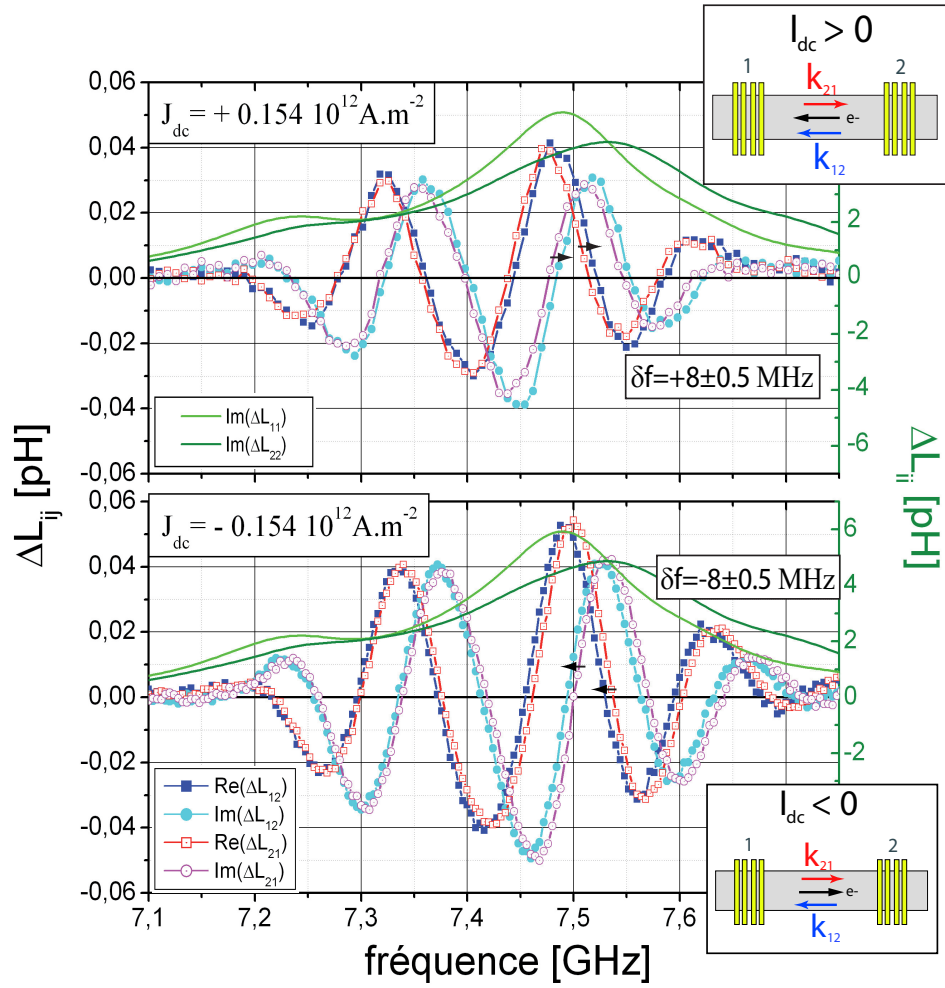 I_dc > 0
1
2
k_21
e-
k_12
J_dc = + 0.154 10^12 A.m^-2
0,06
0,04
0,02
0,00
-0,02
-0,04
-0,06
2
0
-2
-4
-6
δf=+8±0.5 MHz
Im(ΔL_11)
Im(ΔL_22)
ΔL_ij [pH]
ΔL_ii [pH]
J_dc = - 0.154 10^12 A.m^-2
0,06
0,04
0,02
0,00
-0,02
-0,04
-0,06
6
4
2
0
-2
δf=-8±0.5 MHz
Re(ΔL_12)
Im(ΔL_12)
Re(ΔL_21)
Im(ΔL_21)
I_dc < 0
1
2
k_21
e-
k_12
7,1
7,2
7,3
7,4
7,5
7,6
fréquence [GHz]